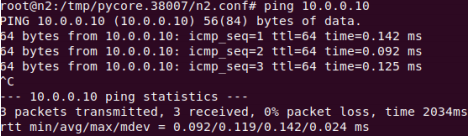 root@n2:/tmp/pycore.38007/n2.conf# ping 10.0.0.10
PING 10.0.0.10 (10.0.0.10) 56(84) bytes of data.
64 bytes from 10.0.0.10: icmp_seq=1 ttl=64 time=0.142 ms
64 bytes from 10.0.0.10: icmp_seq=2 ttl=64 time=0.092 ms
64 bytes from 10.0.0.10: icmp_seq=3 ttl=64 time=0.125 ms
^C
--- 10.0.0.10 ping statistics ---
3 packets transmitted, 3 received, 0% packet loss, time 2034ms
rtt min/avg/max/mdev = 0.092/0.119/0.142/0.024 ms